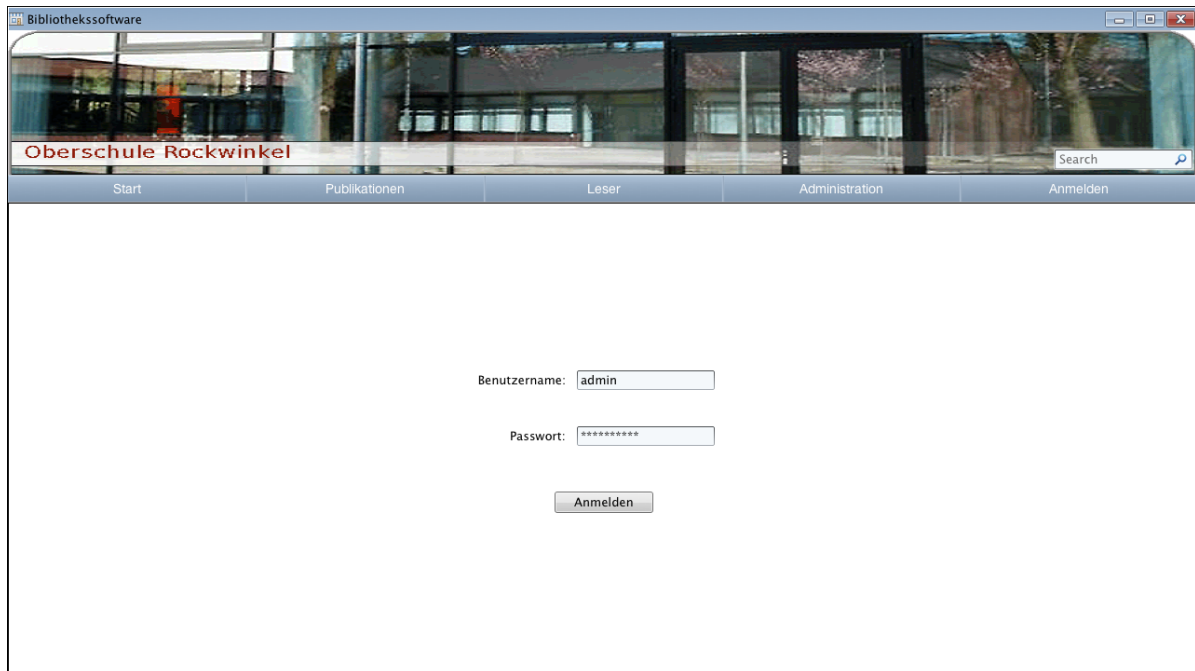 Bibliothekssoftware
Oberschule Rockwinkel
Search
Start Publikationen Leser Administration Anmelden
Benutzername: admin
Passwort: **********
Anmelden